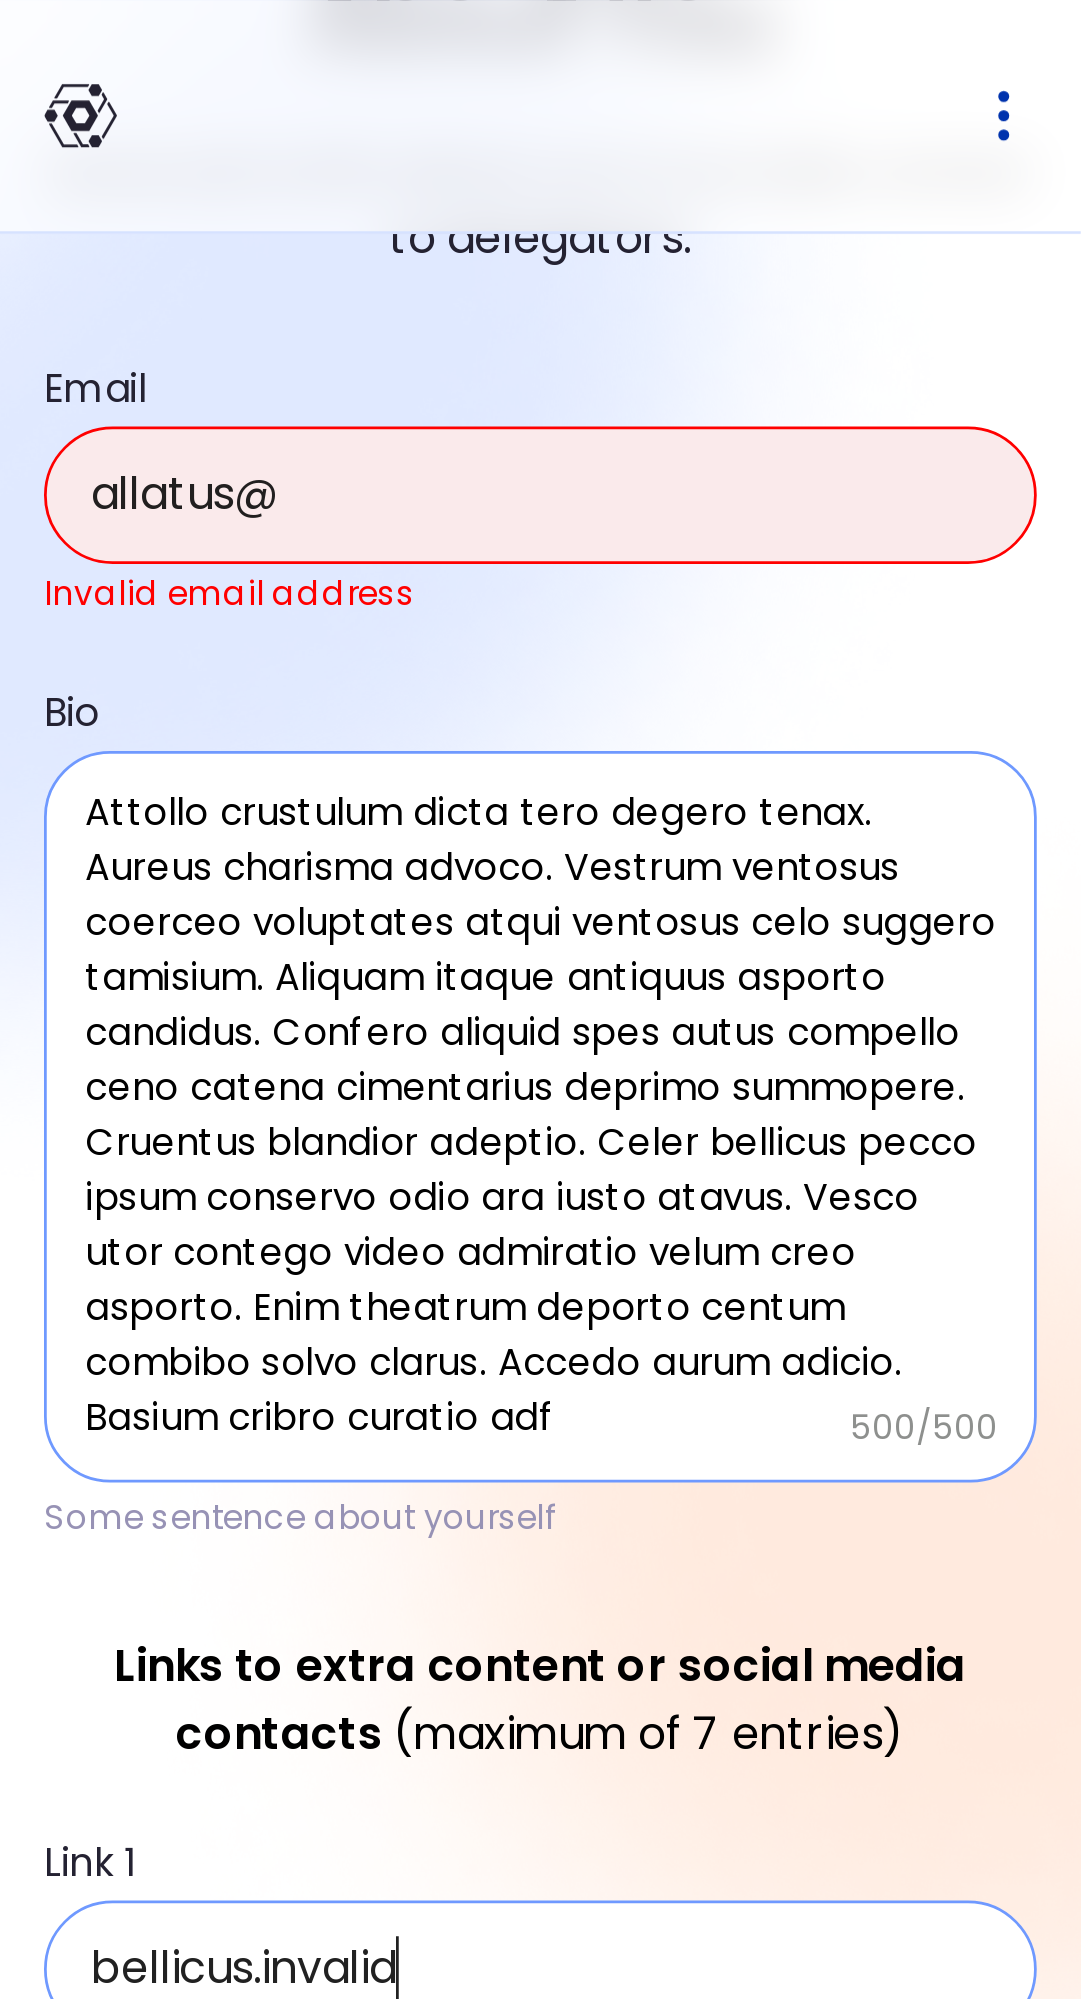 to delegators.
Email
allatus@
Invalid email address
Bio
Attollo crustulum dicta tero degero tenax.
Aureus charisma advoco. Vestrum ventosus
coerceo voluptates atqui ventosus celo suggero
tamisium. Aliquam itaque antiquus asporto
candidus. Confero aliquid spes autus compello
ceno catena cimentarius deprimo summopere.
Cruentus blandior adeptio. Celer bellicus pecco
ipsum conservo odio ara iusto atavus. Vesco
utor contego video admiratio velum creo
asporto. Enim theatrum deporto centum
combibo solvo clarus. Accedo aurum adicio.
Basium cribro curatio adf
500/500
Some sentence about yourself
Links to extra content or social media
contacts (maximum of 7 entries)
Link 1
bellicus.invalid